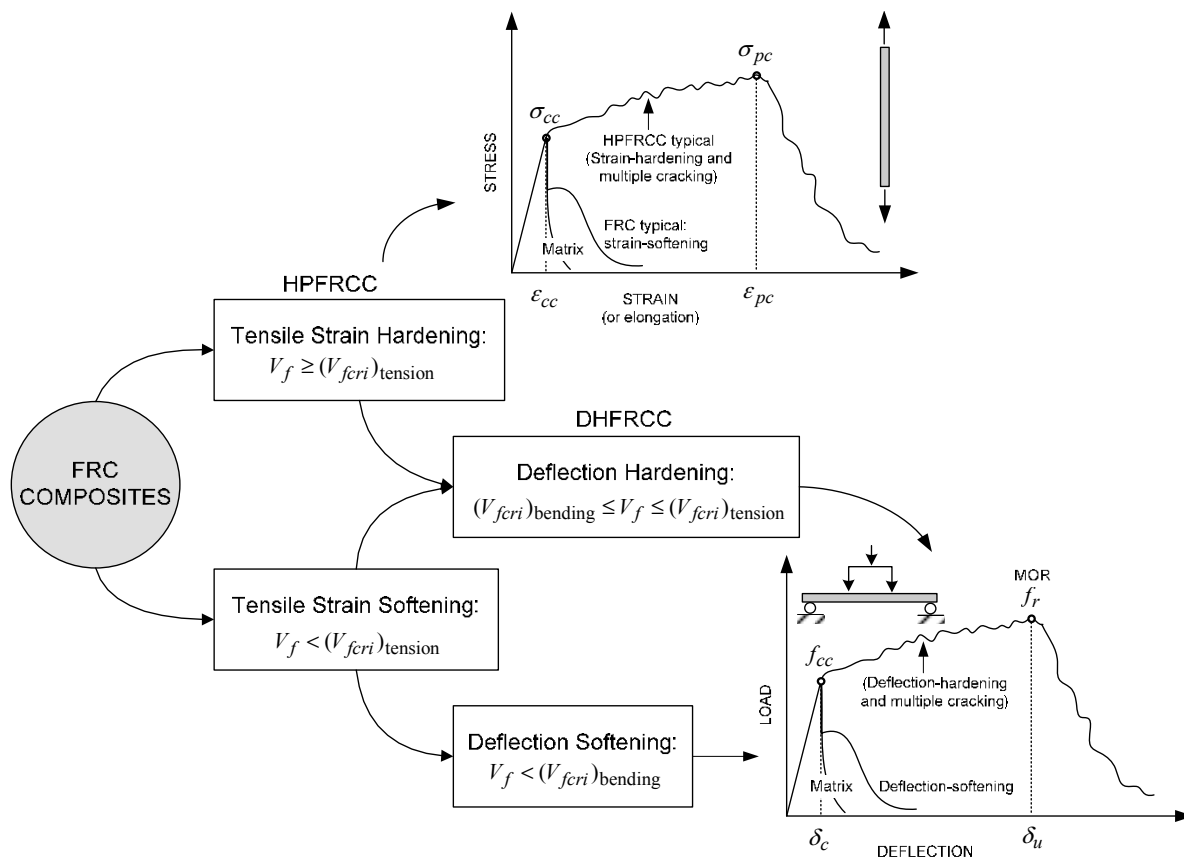 σpc
σcc
STRESS
HPFRCC typical
(Strain-hardening and
multiple cracking)
FRC typical:
strain-softening
Matrix
εcc
STRAIN
(or elongation)
εpc
HPFRCC
Tensile Strain Hardening:
Vf ≥ (Vfcri)tension
DHFRCC
FRC
COMPOSITES
Deflection Hardening:
(Vfcri)bending ≤ Vf ≤ (Vfcri)tension
Tensile Strain Softening:
Vf < (Vfcri)tension
Deflection Softening:
Vf < (Vfcri)bending
MOR
fr
fcc
LOAD
(Deflection-hardening
and multiple cracking)
Matrix
Deflection-softening
δc
δu
DEFLECTION